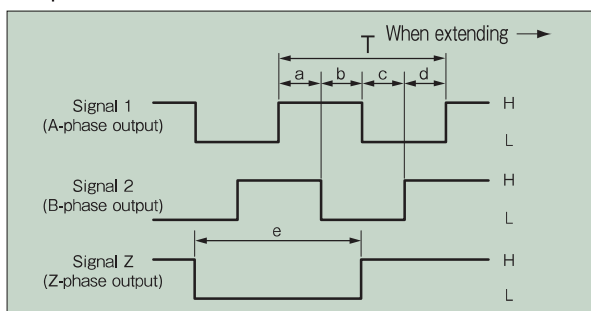 When extending
T
a b c d
Signal 1
(A-phase output)
H
L
Signal 2
(B-phase output)
H
L
e
Signal Z
(Z-phase output)
H
L